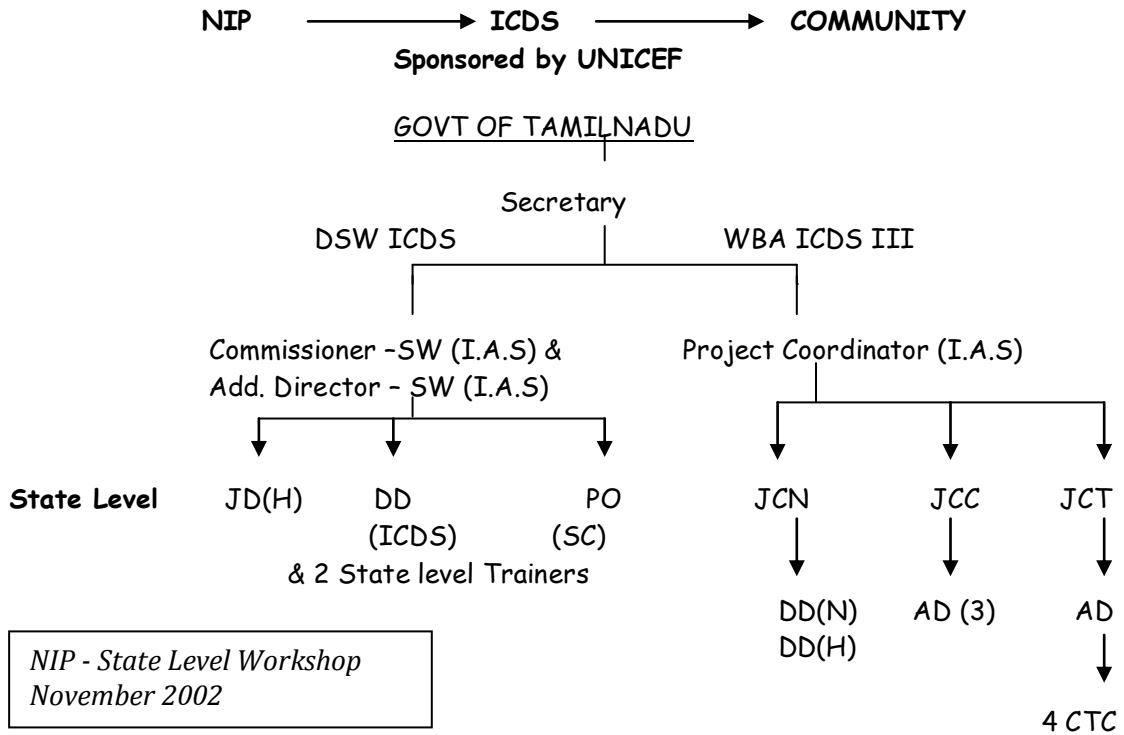 NIP ICDS COMMUNITY
Sponsored by UNICEF
GOVT OF TAMILNADU
Secretary
DSW ICDS WBA ICDS III
Commissioner –SW (I.A.S) & Project Coordinator (I.A.S)
Add. Director – SW (I.A.S)
State Level JD(H) DD PO JCN JCC JCT
(ICDS) (SC)
& 2 State level Trainers
DD(N) AD (3) AD
DD(H)
NIP - State Level Workshop
November 2002
4 CTC